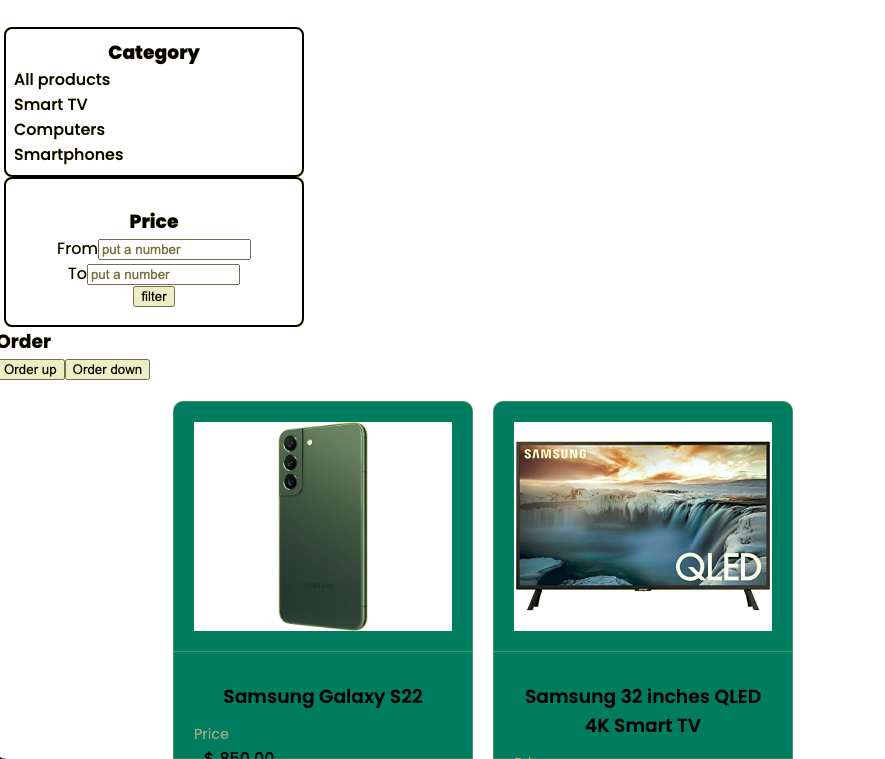 Category
All products
Smart TV
Computers
Smartphones
Price
From put a number
To put a number
filter
Order
Order up Order down
SAMSUNG
SAMSUNG
QLED
Samsung Galaxy S22
Samsung 32 inches QLED
4K Smart TV
Price
$ 850.00